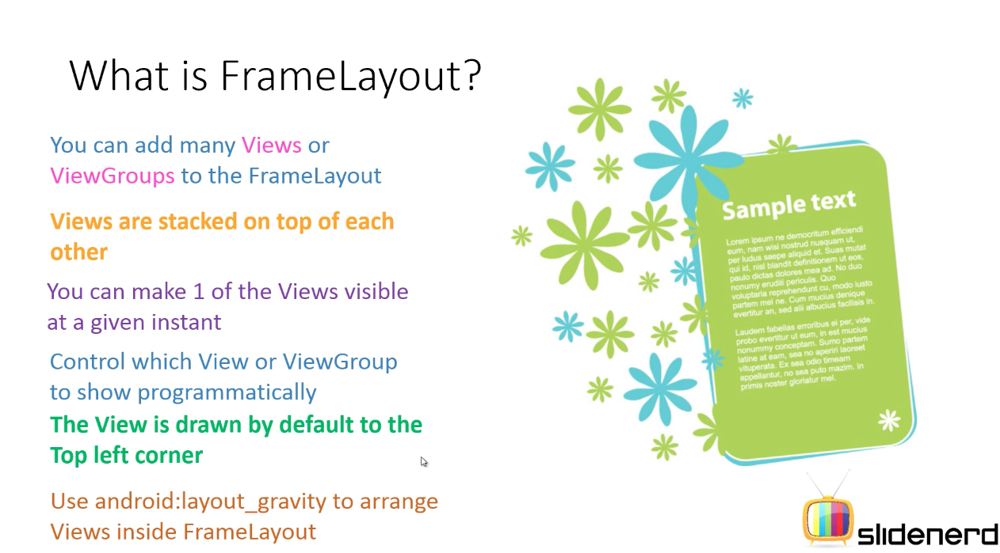 What is FrameLayout?
You can add many Views or
ViewGroups to the FrameLayout
Views are stacked on top of each
other
You can make 1 of the Views visible
at a given instant
Control which View or ViewGroup
to show programmatically
The View is drawn by default to the
Top left corner
Use android:layout_gravity to arrange
Views inside FrameLayout
Sample text
Lorem ipsum ne democritum efficiendi
eum, nam wisi nostrud nusquam ut,
per ludus saepe aliquid et. Suas mutat
qui id, nisl blandit definitionem ut eos,
paulo dictas dolores mea ad. No duo
nonumy eruditi periculis. Quo
voluptaria reprehendunt cu, modo iusto
partem mel ne. Cum mucius denique
evertitur an, sed alii albucius facilisis in.
Laudem fabellas erroribus ei per, vide
probo evertitur ut eum, in est mucius
nonummy conceptam. Sumo partem
latine at eam, sea no aperiri laoreet
vituperata. Ex sea odio timeam
appellantur, no sea puto mazim. In
primis noster gloriatur mel.
slidenerd